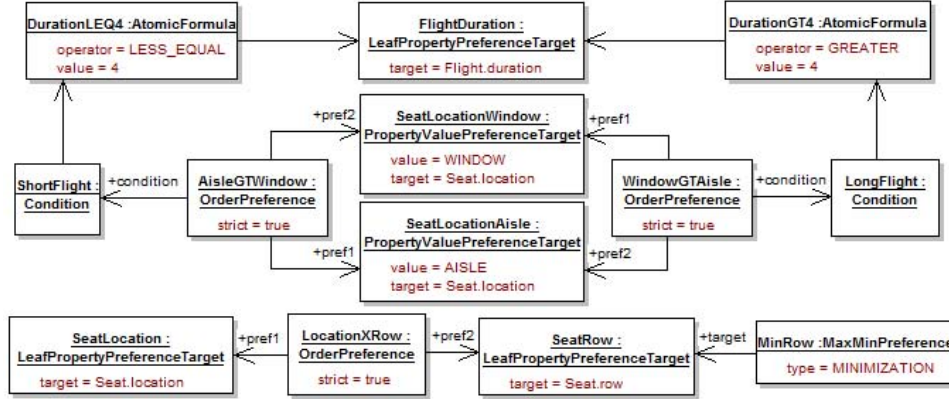 DurationLEQ4 :AtomicFormula
operator = LESS_EQUAL
value = 4
FlightDuration :
LeafPropertyPreferenceTarget
target = Flight.duration
DurationGT4 :AtomicFormula
operator = GREATER
value = 4
+pref2
SeatLocationWindow :
PropertyValuePreferenceTarget
value = WINDOW
target = Seat.location
+pref1
ShortFlight :
Condition
+condition
AisleGTWindow :
OrderPreference
strict = true
WindowGTAisle :
OrderPreference
strict = true
+condition
LongFlight :
Condition
+pref1
SeatLocationAisle :
PropertyValuePreferenceTarget
value = AISLE
target = Seat.location
+pref2
SeatLocation :
LeafPropertyPreferenceTarget
target = Seat.location
+pref1
LocationXRow :
OrderPreference
strict = true
+pref2
SeatRow :
LeafPropertyPreferenceTarget
target = Seat.row
+target
MinRow :MaxMinPreference
type = MINIMIZATION